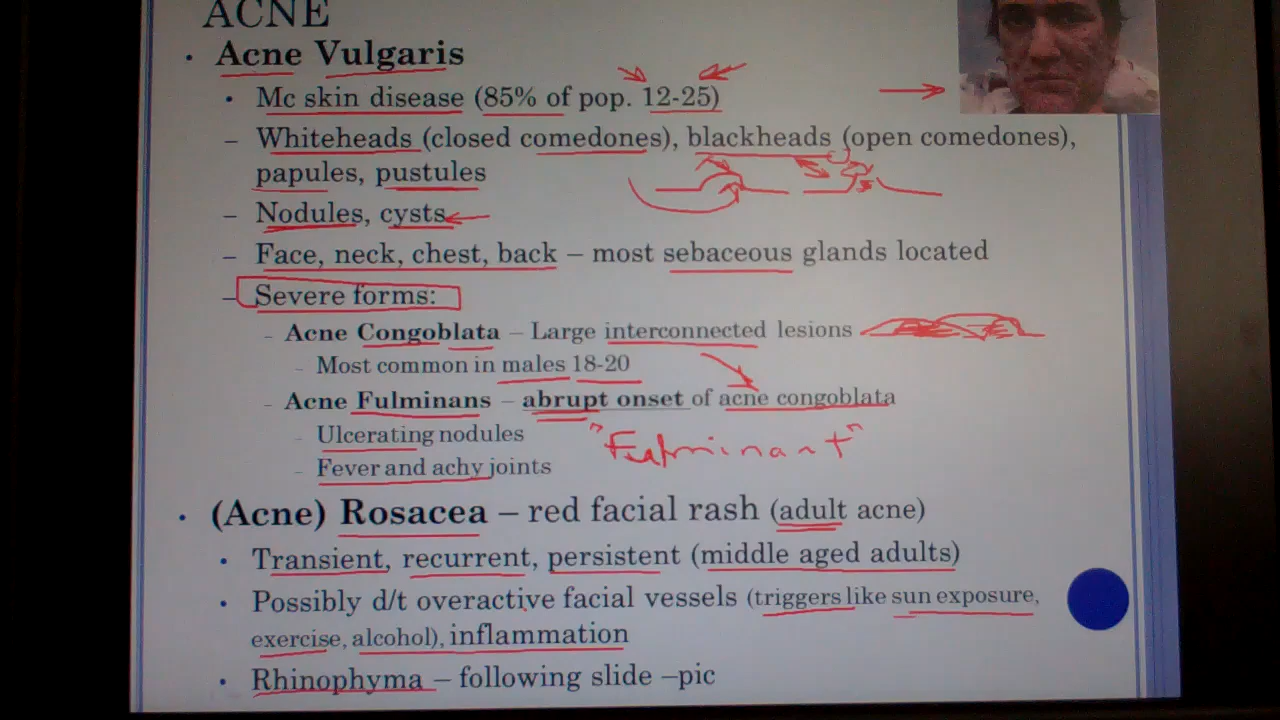 ACNE
• Acne Vulgaris
• Mc skin disease (85% of pop. 12-25)
– Whiteheads (closed comedones), blackheads (open comedones),
papules, pustules
– Nodules, cysts
– Face, neck, chest, back – most sebaceous glands located
– Severe forms:
- Acne Congoblata – Large interconnected lesions
- Most common in males 18-20
- Acne Fulminans – abrupt onset of acne congoblata
- Ulcerating nodules
"Fulminant"
- Fever and achy joints
• (Acne) Rosacea – red facial rash (adult acne)
• Transient, recurrent, persistent (middle aged adults)
• Possibly d/t overactive facial vessels (triggers like sun exposure,
exercise, alcohol), inflammation
• Rhinophyma – following slide –pic